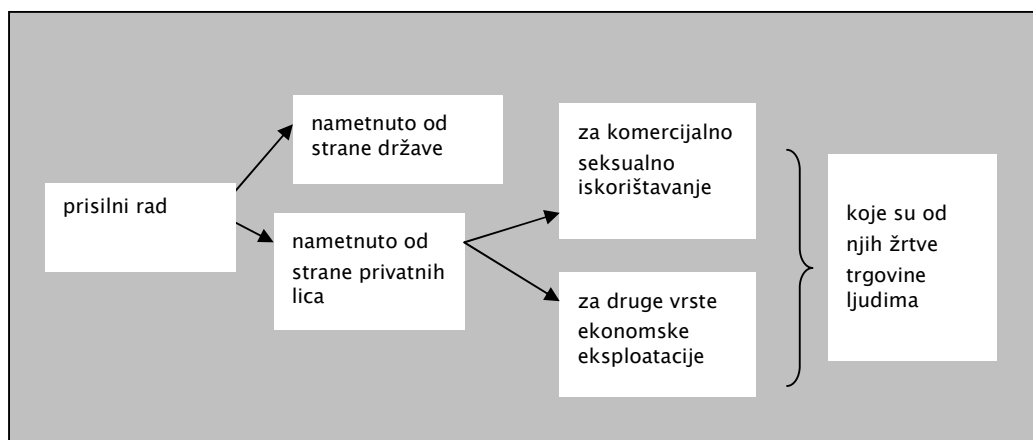 prisilni rad
nametnuto od
strane države
nametnuto od
strane privatnih
lica
za komercijalno
seksualno
iskorištavanje
za druge vrste
ekonomske
eksploatacije
koje su od
njih žrtve
trgovine
ljudima